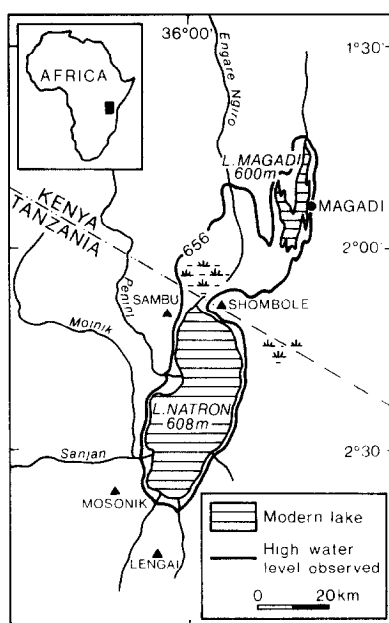 36°00'
1°30'
AFRICA
Engare Ngiro
L. MAGADI
600m
MAGADI
KENYA
TANZANIA
656
2°00'
Peninj
SAMBU
SHOMBOLE
Moinik
L. NATRON
608m
Sanjan
2°30'
MOSONIK
LENGAI
Modern lake
High water
level observed
0 20km